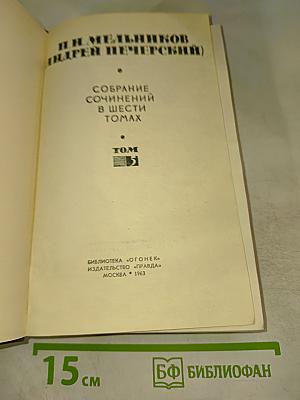 П И МЕЛЬНИКОВ
(АНДРЕЙ ПЕЧЕРСКИЙ)
СОБРАНИЕ
СОЧИНЕНИЙ
В ШЕСТИ
ТОМАХ
ТОМ
5
БИБЛИОТЕКА «ОГОНЕК»
ИЗДАТЕЛЬСТВО «ПРАВДА»
МОСКВА • 1963
15 см
БФ БИБЛИОФАН